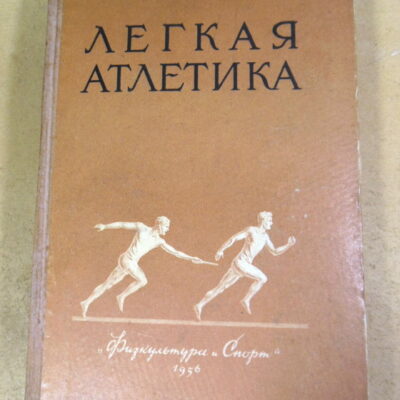 ЛЕГКАЯ
АТЛЕТИКА
„Физкультура и Спорт“
1956